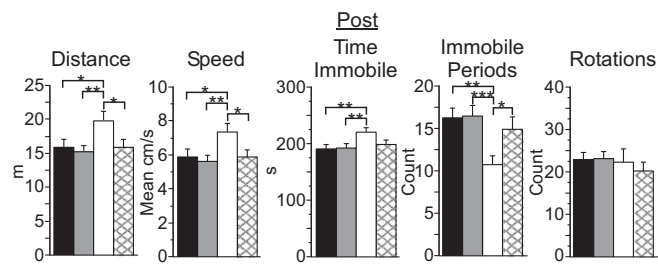 Post
Distance
Speed
Time
Immobile
Immobile
Periods
Rotations
m
25
20
15
10
5
0
*
**
*
Mean cm/s
10
8
6
4
2
0
*
**
*
s
300
200
100
0
**
**
Count
20
15
10
5
0
**
***
*
Count
40
30
20
10
0